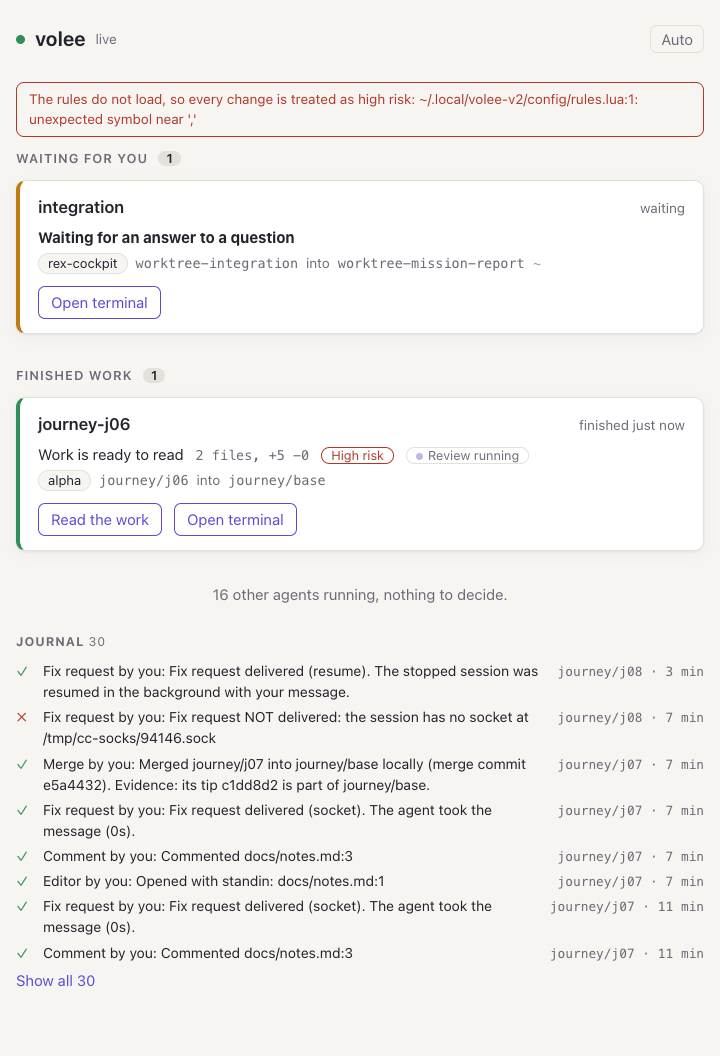 volee live
Auto
The rules do not load, so every change is treated as high risk: ~/.local/volee-v2/config/rules.lua:1:
unexpected symbol near ','
WAITING FOR YOU 1
integration
waiting
Waiting for an answer to a question
rex-cockpit worktree-integration into worktree-mission-report ~
Open terminal
FINISHED WORK 1
journey-j06
finished just now
Work is ready to read 2 files, +5 −0 High risk Review running
alpha journey/j06 into journey/base
Read the work Open terminal
16 other agents running, nothing to decide.
JOURNAL 30
✓ Fix request by you: Fix request delivered (resume). The stopped session was journey/j08 · 3 min
resumed in the background with your message.
✕ Fix request by you: Fix request NOT delivered: the session has no socket at journey/j08 · 7 min
/tmp/cc-socks/94146.sock
✓ Merge by you: Merged journey/j07 into journey/base locally (merge commit journey/j07 · 7 min
e5a4432). Evidence: its tip c1dd8d2 is part of journey/base.
✓ Fix request by you: Fix request delivered (socket). The agent took the journey/j07 · 7 min
message (0s).
✓ Comment by you: Commented docs/notes.md:3 journey/j07 · 7 min
✓ Editor by you: Opened with standin: docs/notes.md:1 journey/j07 · 7 min
✓ Fix request by you: Fix request delivered (socket). The agent took the journey/j07 · 11 min
message (0s).
✓ Comment by you: Commented docs/notes.md:3 journey/j07 · 11 min
Show all 30